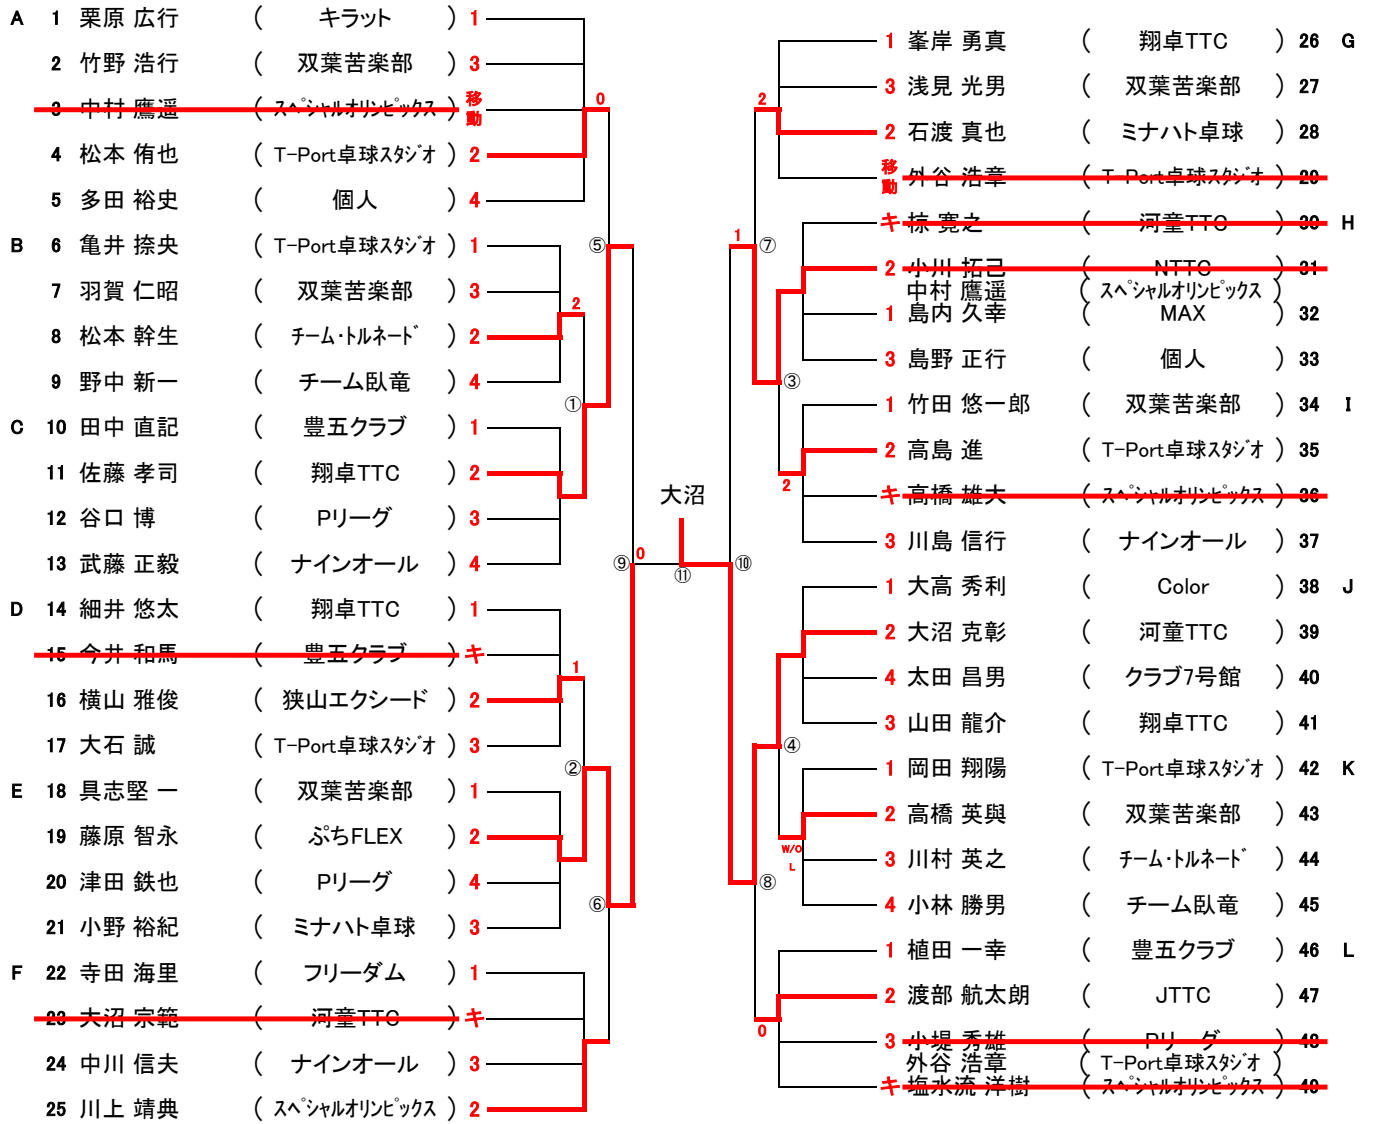 A 1 栗原 広行 ( キラット ) 1
2 竹野 浩行 ( 双葉苦楽部 ) 3
3 中村 鷹遥 ( スペシャルオリンピックス ) 移動
0
4 松本 侑也 ( T-Port卓球スタジオ ) 2
5 多田 裕史 ( 個人 ) 4
B 6 亀井 捺央 ( T-Port卓球スタジオ ) 1
⑤
7 羽賀 仁昭 ( 双葉苦楽部 ) 3
2
8 松本 幹生 ( チーム・トルネード ) 2
9 野中 新一 ( チーム臥竜 ) 4
①
C 10 田中 直記 ( 豊五クラブ ) 1
11 佐藤 孝司 ( 翔卓TTC ) 2
12 谷口 博 ( Pリーグ ) 3
13 武藤 正毅 ( ナインオール ) 4
⑨ 0
D 14 細井 悠太 ( 翔卓TTC ) 1
15 今井 和馬 ( 豊五クラブ ) キ
1
16 横山 雅俊 ( 狭山エクシード ) 2
17 大石 誠 ( T-Port卓球スタジオ ) 3
②
E 18 具志堅 一 ( 双葉苦楽部 ) 1
19 藤原 智永 ( ぷちFLEX ) 2
20 津田 鉄也 ( Pリーグ ) 4
⑥
21 小野 裕紀 ( ミナハト卓球 ) 3
F 22 寺田 海里 ( フリーダム ) 1
23 大沼 宗範 ( 河童TTC ) キ
24 中川 信夫 ( ナインオール ) 3
25 川上 靖典 ( スペシャルオリンピックス ) 2
大沼
⑪
1 峯岸 勇真 ( 翔卓TTC ) 26 G
3 浅見 光男 ( 双葉苦楽部 ) 27
2
2 石渡 真也 ( ミナハト卓球 ) 28
移動 外谷 浩章 ( T-Port卓球スタジオ ) 29
キ 椋 寛之 ( 河童TTC ) 30 H
1 ⑦
2 小川 拓己 ( NTTC ) 31
中村 鷹遥 ( スペシャルオリンピックス )
1 島内 久幸 ( MAX ) 32
3 島野 正行 ( 個人 ) 33
③
1 竹田 悠一郎 ( 双葉苦楽部 ) 34 I
2 高島 進 ( T-Port卓球スタジオ ) 35
2
キ 高橋 雄大 ( スペシャルオリンピックス ) 36
3 川島 信行 ( ナインオール ) 37
⑩
1 大高 秀利 ( Color ) 38 J
2 大沼 克彰 ( 河童TTC ) 39
4 太田 昌男 ( クラブ7号館 ) 40
3 山田 龍介 ( 翔卓TTC ) 41
④
1 岡田 翔陽 ( T-Port卓球スタジオ ) 42 K
2 高橋 英與 ( 双葉苦楽部 ) 43
W/O
L
3 川村 英之 ( チーム・トルネード ) 44
⑧
4 小林 勝男 ( チーム臥竜 ) 45
1 植田 一幸 ( 豊五クラブ ) 46 L
2 渡部 航太朗 ( JTTC ) 47
0
3 小堤 秀雄 ( Pリーグ ) 48
外谷 浩章 ( T-Port卓球スタジオ )
キ 塩水流 洋樹 ( スペシャルオリンピックス ) 49